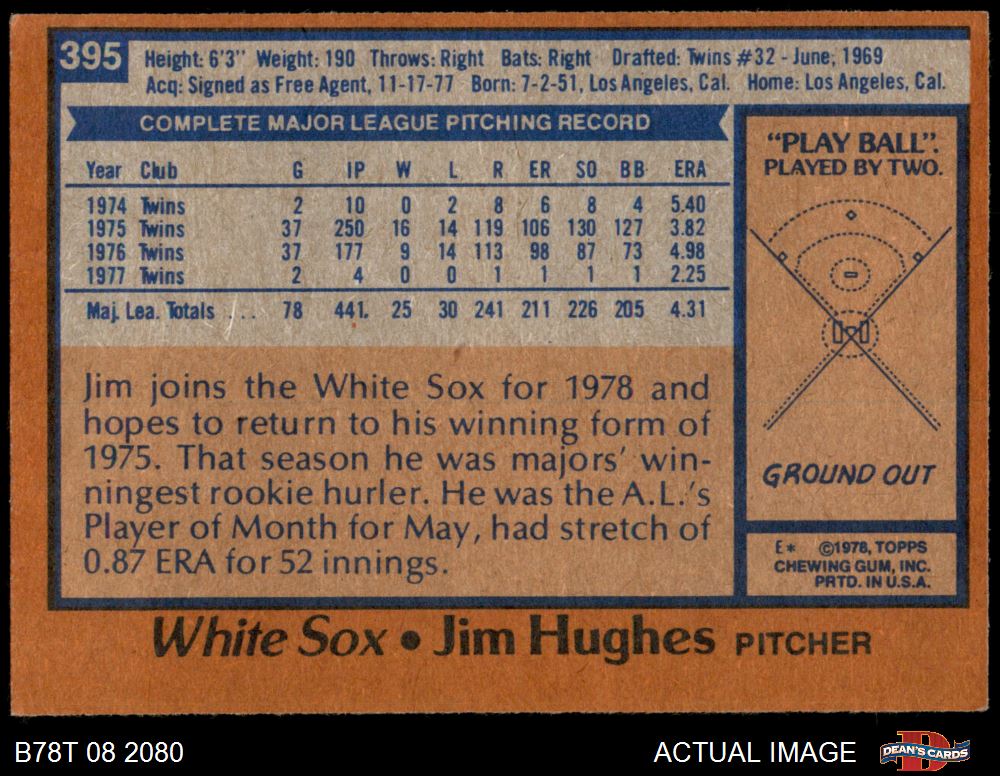 395
Height: 6'3" Weight: 190 Throws: Right Bats: Right Drafted: Twins #32 - June, 1969
Acq: Signed as Free Agent, 11-17-77 Born: 7-2-51, Los Angeles, Cal. Home: Los Angeles, Cal.
COMPLETE MAJOR LEAGUE PITCHING RECORD
Year Club G IP W L R ER SO BB ERA
1974 Twins 2 10 0 2 8 6 8 4 5.40
1975 Twins 37 250 16 14 119 106 130 127 3.82
1976 Twins 37 177 9 14 113 98 87 73 4.98
1977 Twins 2 4 0 0 1 1 1 1 2.25
Maj. Lea. Totals . . . 78 441. 25 30 241 211 226 205 4.31
Jim joins the White Sox for 1978 and
hopes to return to his winning form of
1975. That season he was majors' win-
ningest rookie hurler. He was the A.L.'s
Player of Month for May, had stretch of
0.87 ERA for 52 innings.
"PLAY BALL".
PLAYED BY TWO.
GROUND OUT
E* ©1978, TOPPS
CHEWING GUM, INC.
PRTD. IN U.S.A.
White Sox • Jim Hughes PITCHER
B78T 08 2080
ACTUAL IMAGE
D
DEAN'S CARDS